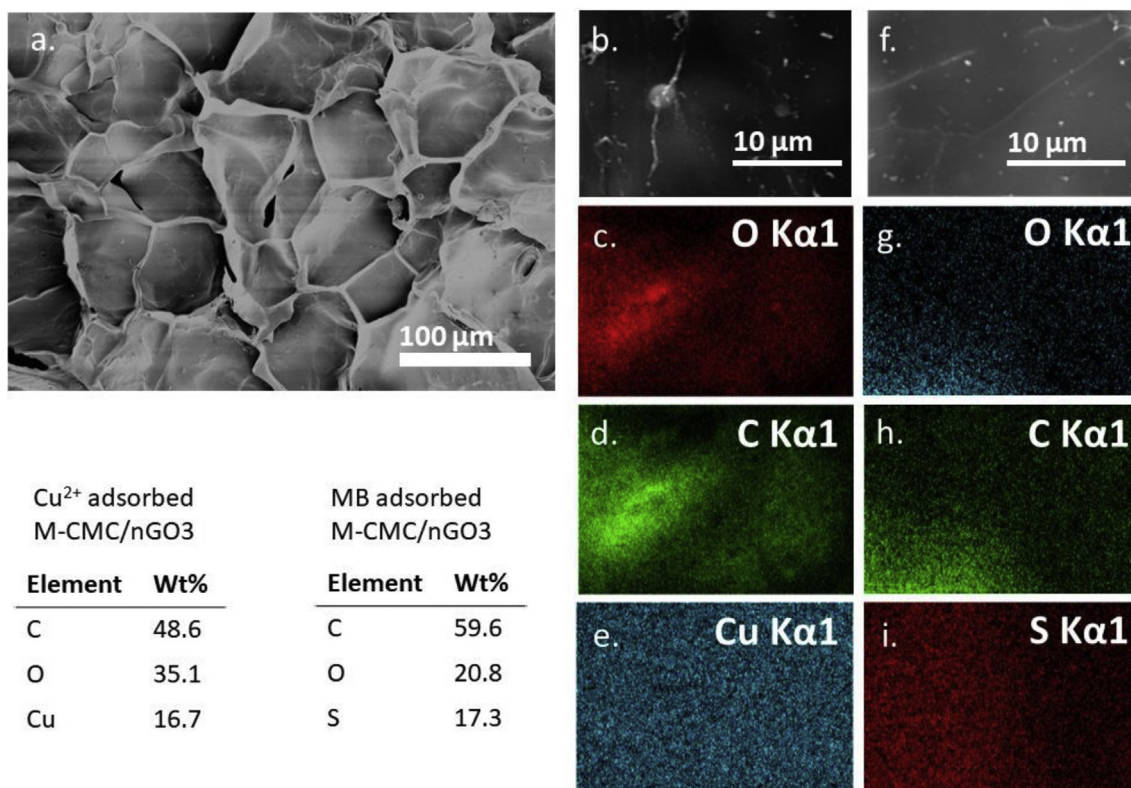 a.
100 µm
b.
10 µm
f.
10 µm
c.
O Kα1
g.
O Kα1
d.
C Kα1
h.
C Kα1
e.
Cu Kα1
i.
S Kα1
Cu²⁺ adsorbed
M-CMC/nGO3
Element Wt%
C 48.6
O 35.1
Cu 16.7
MB adsorbed
M-CMC/nGO3
Element Wt%
C 59.6
O 20.8
S 17.3